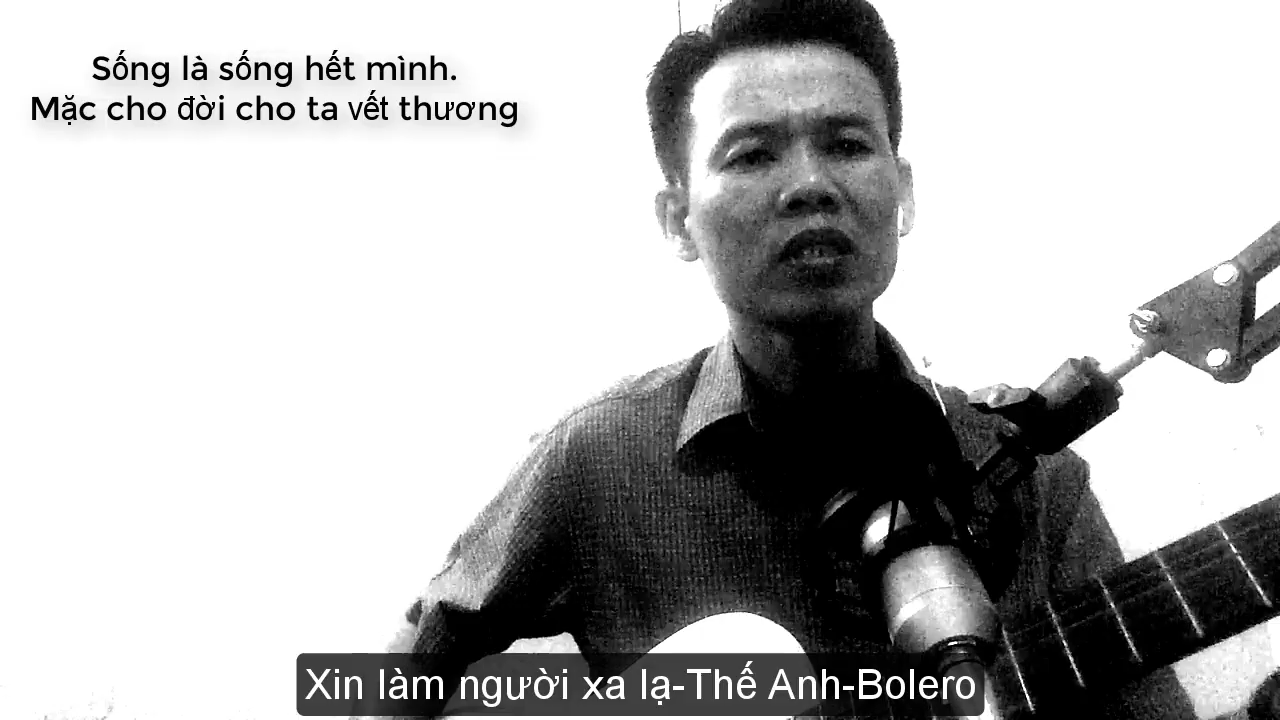 Sống là sống hết mình.
Mặc cho đời cho ta vết thương
Xin làm người xa lạ-Thế Anh-Bolero